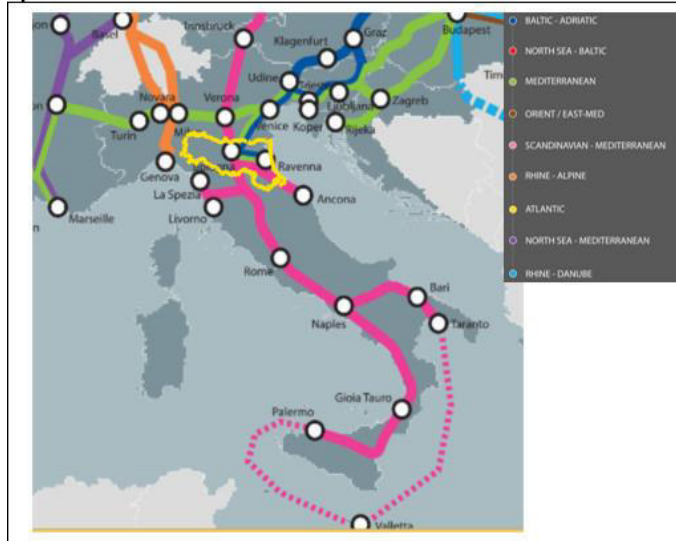 Innsbruck
Graz
Budapest
Basel
Klagenfurt
Udine
Novara
Verona
Ljubljana
Zagreb
Venice
Koper
Rijeka
Turin
Genova
Ravenna
La Spezia
Ancona
Marseille
Livorno
Rome
Bari
Naples
Taranto
Gioia Tauro
Palermo
Valletta
BALTIC - ADRIATIC
NORTH SEA - BALTIC
MEDITERRANEAN
ORIENT / EAST-MED
SCANDINAVIAN - MEDITERRANEAN
RHINE - ALPINE
ATLANTIC
NORTH SEA - MEDITERRANEAN
RHINE - DANUBE